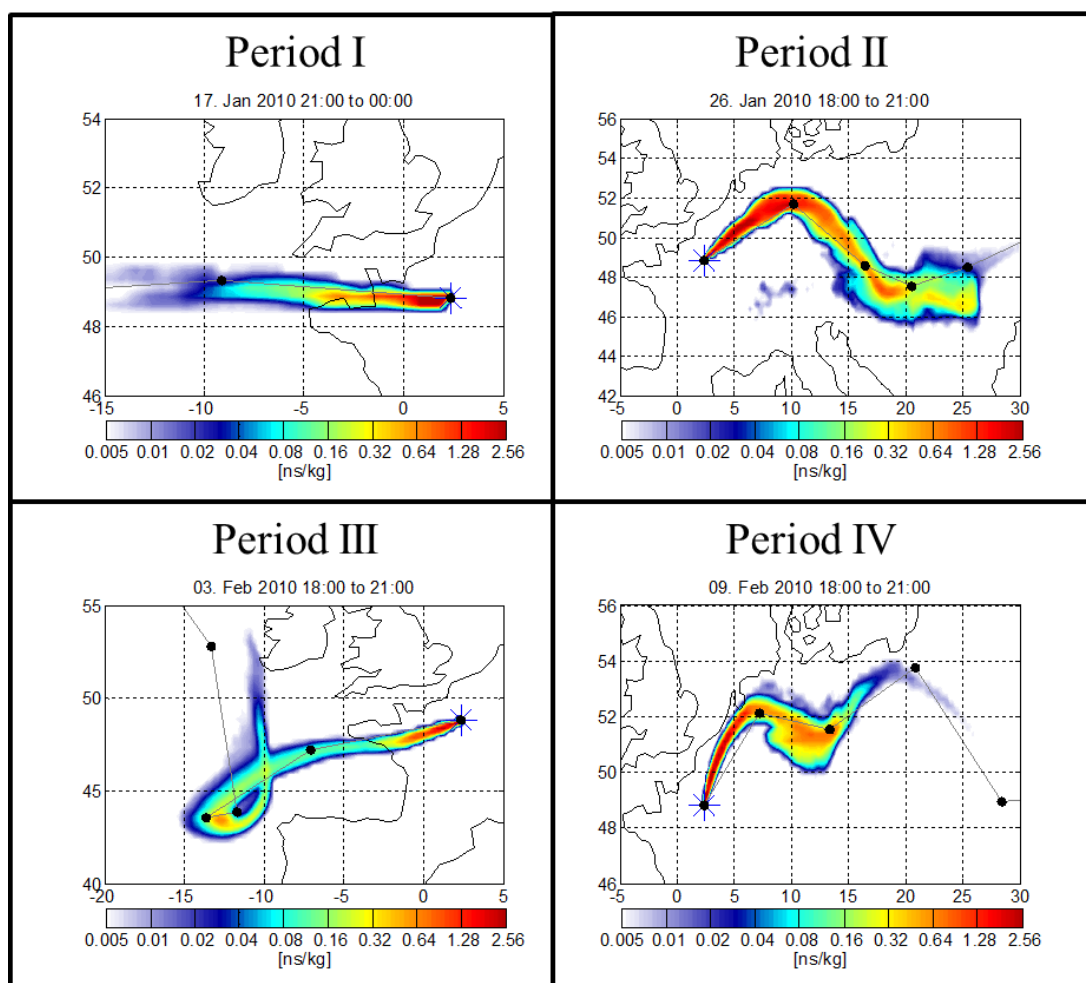 Period I
17. Jan 2010 21:00 to 00:00
54
52
50
48
46
-15 -10 -5 0 5
0.005 0.01 0.02 0.04 0.08 0.16 0.32 0.64 1.28 2.56
[ns/kg]
Period II
26. Jan 2010 18:00 to 21:00
56
54
52
50
48
46
44
42
-5 0 5 10 15 20 25 30
0.005 0.01 0.02 0.04 0.08 0.16 0.32 0.64 1.28 2.56
[ns/kg]
Period III
03. Feb 2010 18:00 to 21:00
55
50
45
40
-20 -15 -10 -5 0 5
0.005 0.01 0.02 0.04 0.08 0.16 0.32 0.64 1.28 2.56
[ns/kg]
Period IV
09. Feb 2010 18:00 to 21:00
56
54
52
50
48
46
-5 0 5 10 15 20 25 30
0.005 0.01 0.02 0.04 0.08 0.16 0.32 0.64 1.28 2.56
[ns/kg]